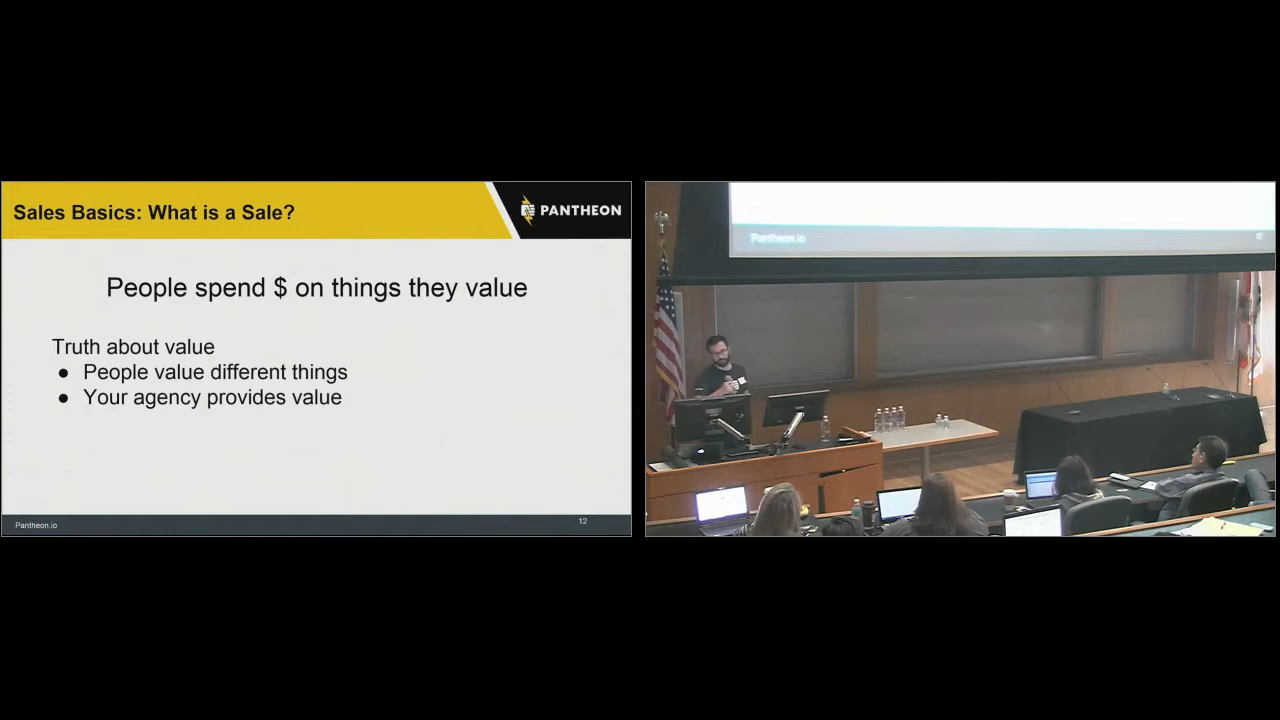 Sales Basics: What is a Sale?
PANTHEON
People spend $ on things they value
Truth about value
● People value different things
● Your agency provides value
Pantheon.io
12
Pantheon.io